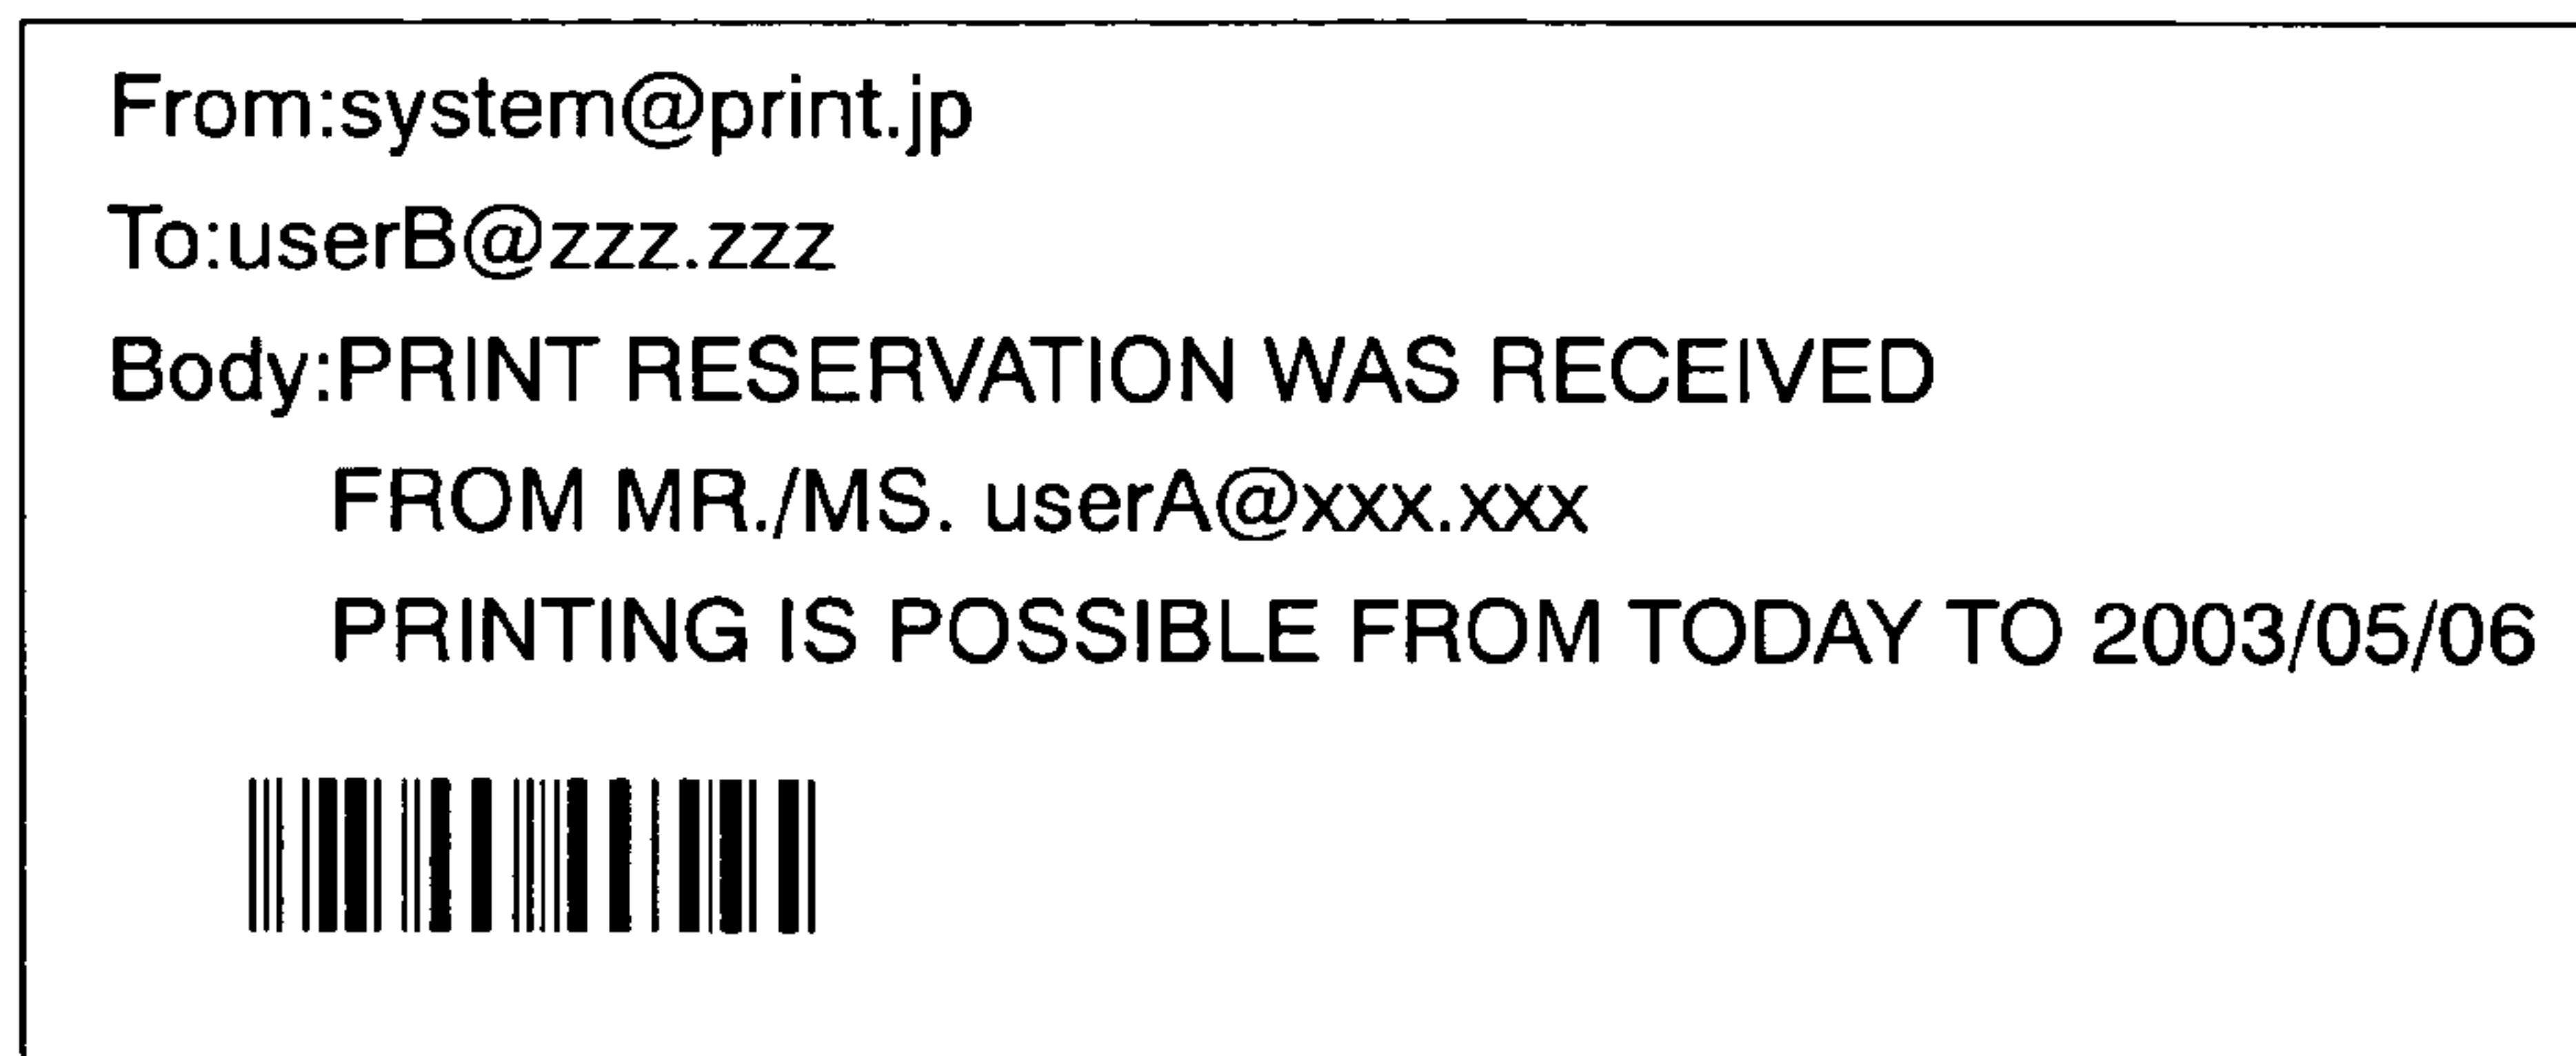 From:system@print.jp
To:userB@zzz.zzz
Body:PRINT RESERVATION WAS RECEIVED
FROM MR./MS. userA@xxx.xxx
PRINTING IS POSSIBLE FROM TODAY TO 2003/05/06